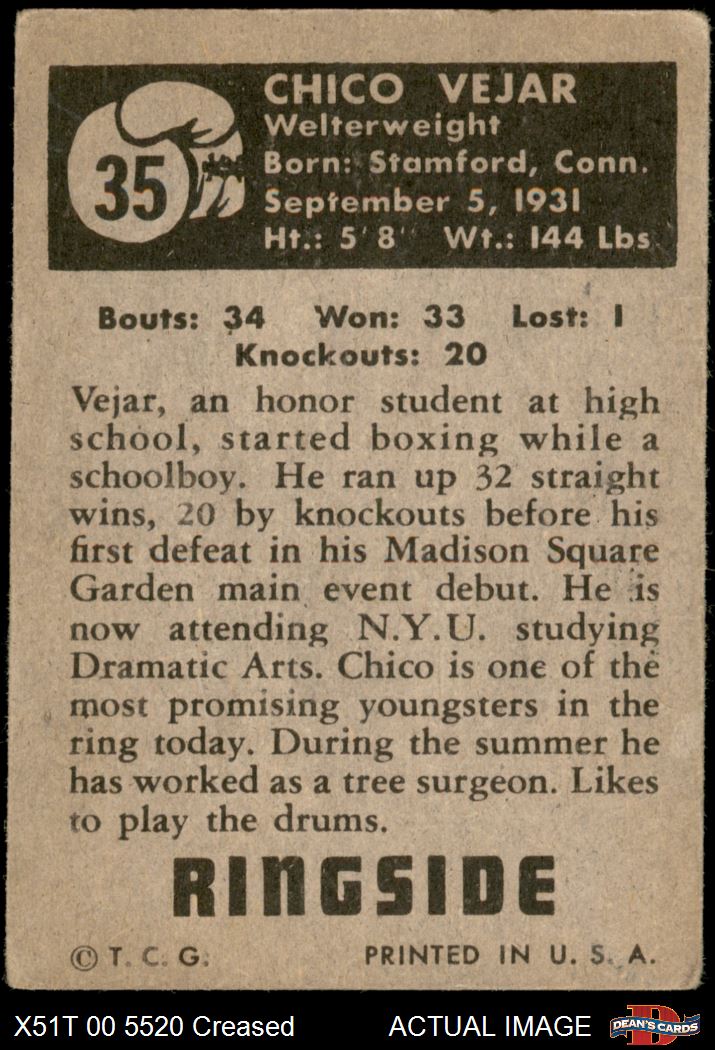 35
CHICO VEJAR
Welterweight
Born: Stamford, Conn.
September 5, 1931
Ht.: 5'8" Wt.: 144 Lbs.
Bouts: 34 Won: 33 Lost: 1
Knockouts: 20
Vejar, an honor student at high
school, started boxing while a
schoolboy. He ran up 32 straight
wins, 20 by knockouts before his
first defeat in his Madison Square
Garden main event debut. He is
now attending N.Y.U. studying
Dramatic Arts. Chico is one of the
most promising youngsters in the
ring today. During the summer he
has worked as a tree surgeon. Likes
to play the drums.
RINGSIDE
© T. C. G. PRINTED IN U. S. A.
X51T 00 5520 Creased ACTUAL IMAGE D DEAN'S CARDS